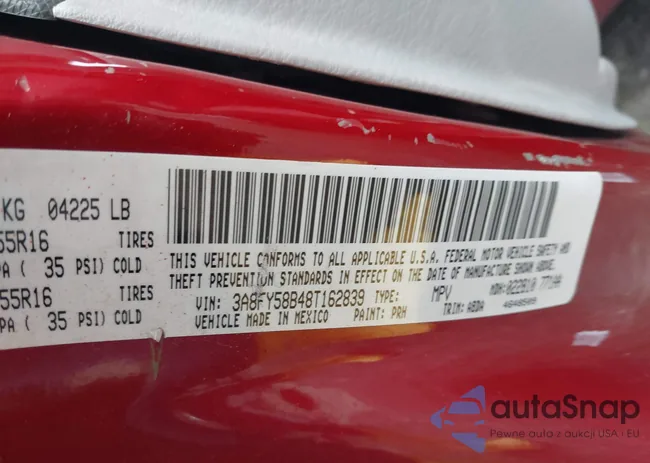 KG 04225 LB
55R16 TIRES
PA ( 35 PSI) COLD
55R16 TIRES
PA ( 35 PSI) COLD
THIS VEHICLE CONFORMS TO ALL APPLICABLE U.S.A. FEDERAL MOTOR VEHICLE SAFETY AND
THEFT PREVENTION STANDARDS IN EFFECT ON THE DATE OF MANUFACTURE SHOWN ABOVE.
VIN: 3A8FY58B48T162839 TYPE: MPV MDH:
VEHICLE MADE IN MEXICO PAINT: PRH TRIM:
autaSnap
Pewne auta z aukcji USA - EU